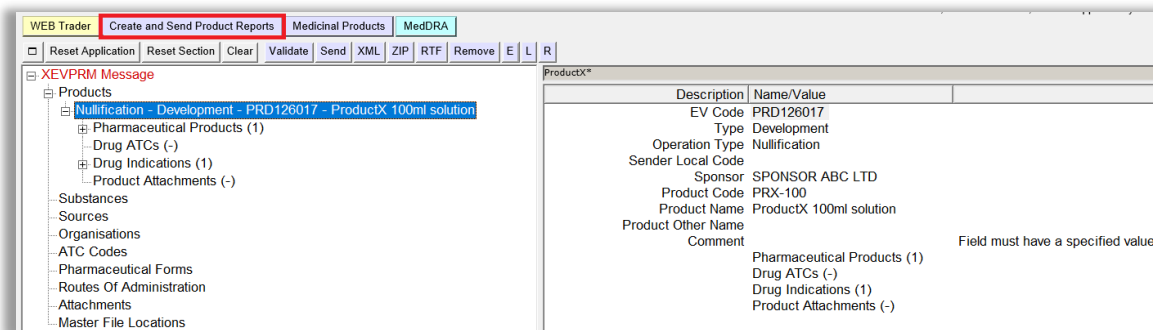 WEB Trader Create and Send Product Reports Medicinal Products MedDRA
Reset Application Reset Section Clear Validate Send XML ZIP RTF Remove E L R
XEVPRM Message
Products
Nullification - Development - PRD126017 - ProductX 100ml solution
Pharmaceutical Products (1)
Drug ATCs (-)
Drug Indications (1)
Product Attachments (-)
Substances
Sources
Organisations
ATC Codes
Pharmaceutical Forms
Routes Of Administration
Attachments
Master File Locations
ProductX*
Description Name/Value
EV Code PRD126017
Type Development
Operation Type Nullification
Sender Local Code
Sponsor SPONSOR ABC LTD
Product Code PRX-100
Product Name ProductX 100ml solution
Product Other Name
Comment Field must have a specified value
Pharmaceutical Products (1)
Drug ATCs (-)
Drug Indications (1)
Product Attachments (-)